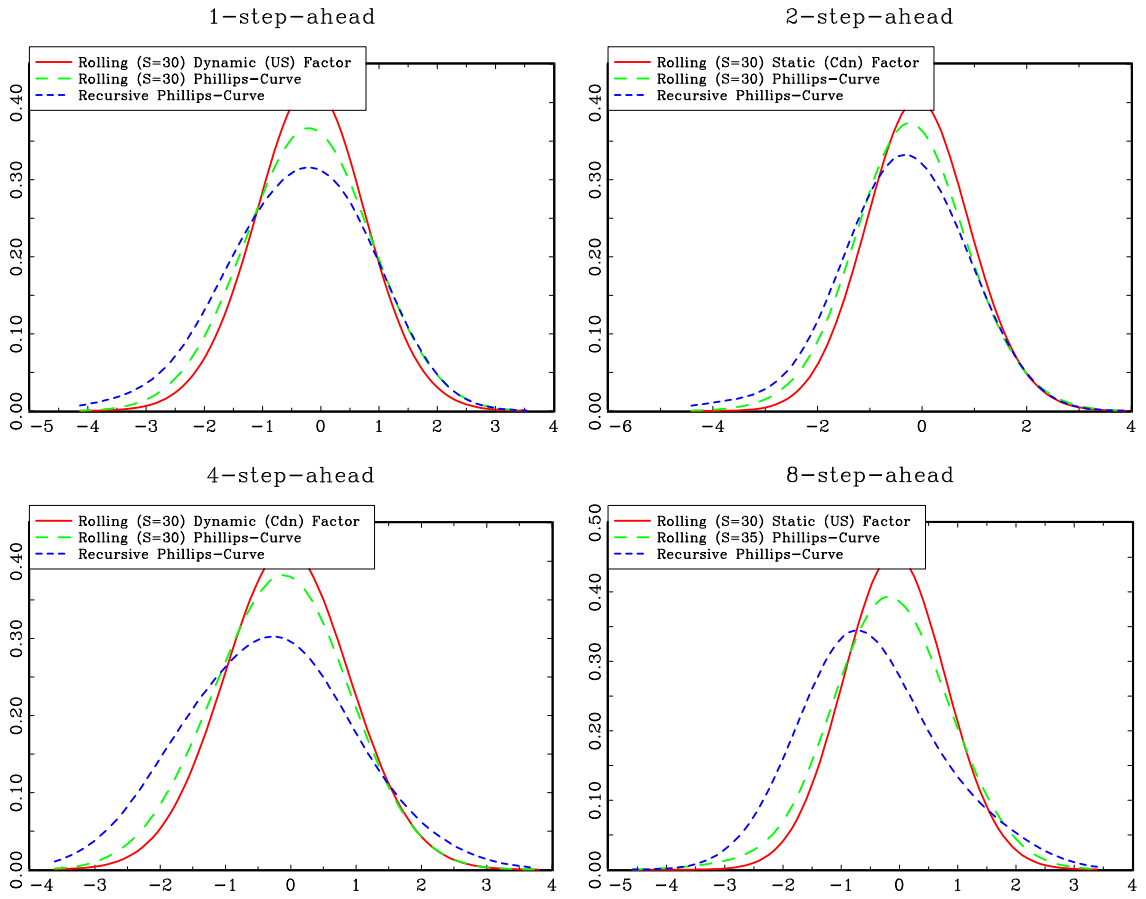 1-step-ahead
Rolling (S=30) Dynamic (US) Factor
Rolling (S=30) Phillips-Curve
Recursive Phillips-Curve
0.40
0.30
0.20
0.10
0.00
-5 -4 -3 -2 -1 0 1 2 3 4
2-step-ahead
Rolling (S=30) Static (Cdn) Factor
Rolling (S=30) Phillips-Curve
Recursive Phillips-Curve
0.40
0.30
0.20
0.10
0.00
-6 -4 -2 0 2 4
4-step-ahead
Rolling (S=30) Dynamic (Cdn) Factor
Rolling (S=30) Phillips-Curve
Recursive Phillips-Curve
0.40
0.30
0.20
0.10
0.00
-4 -3 -2 -1 0 1 2 3 4
8-step-ahead
Rolling (S=30) Static (US) Factor
Rolling (S=35) Phillips-Curve
Recursive Phillips-Curve
0.50
0.40
0.30
0.20
0.10
0.00
-5 -4 -3 -2 -1 0 1 2 3 4